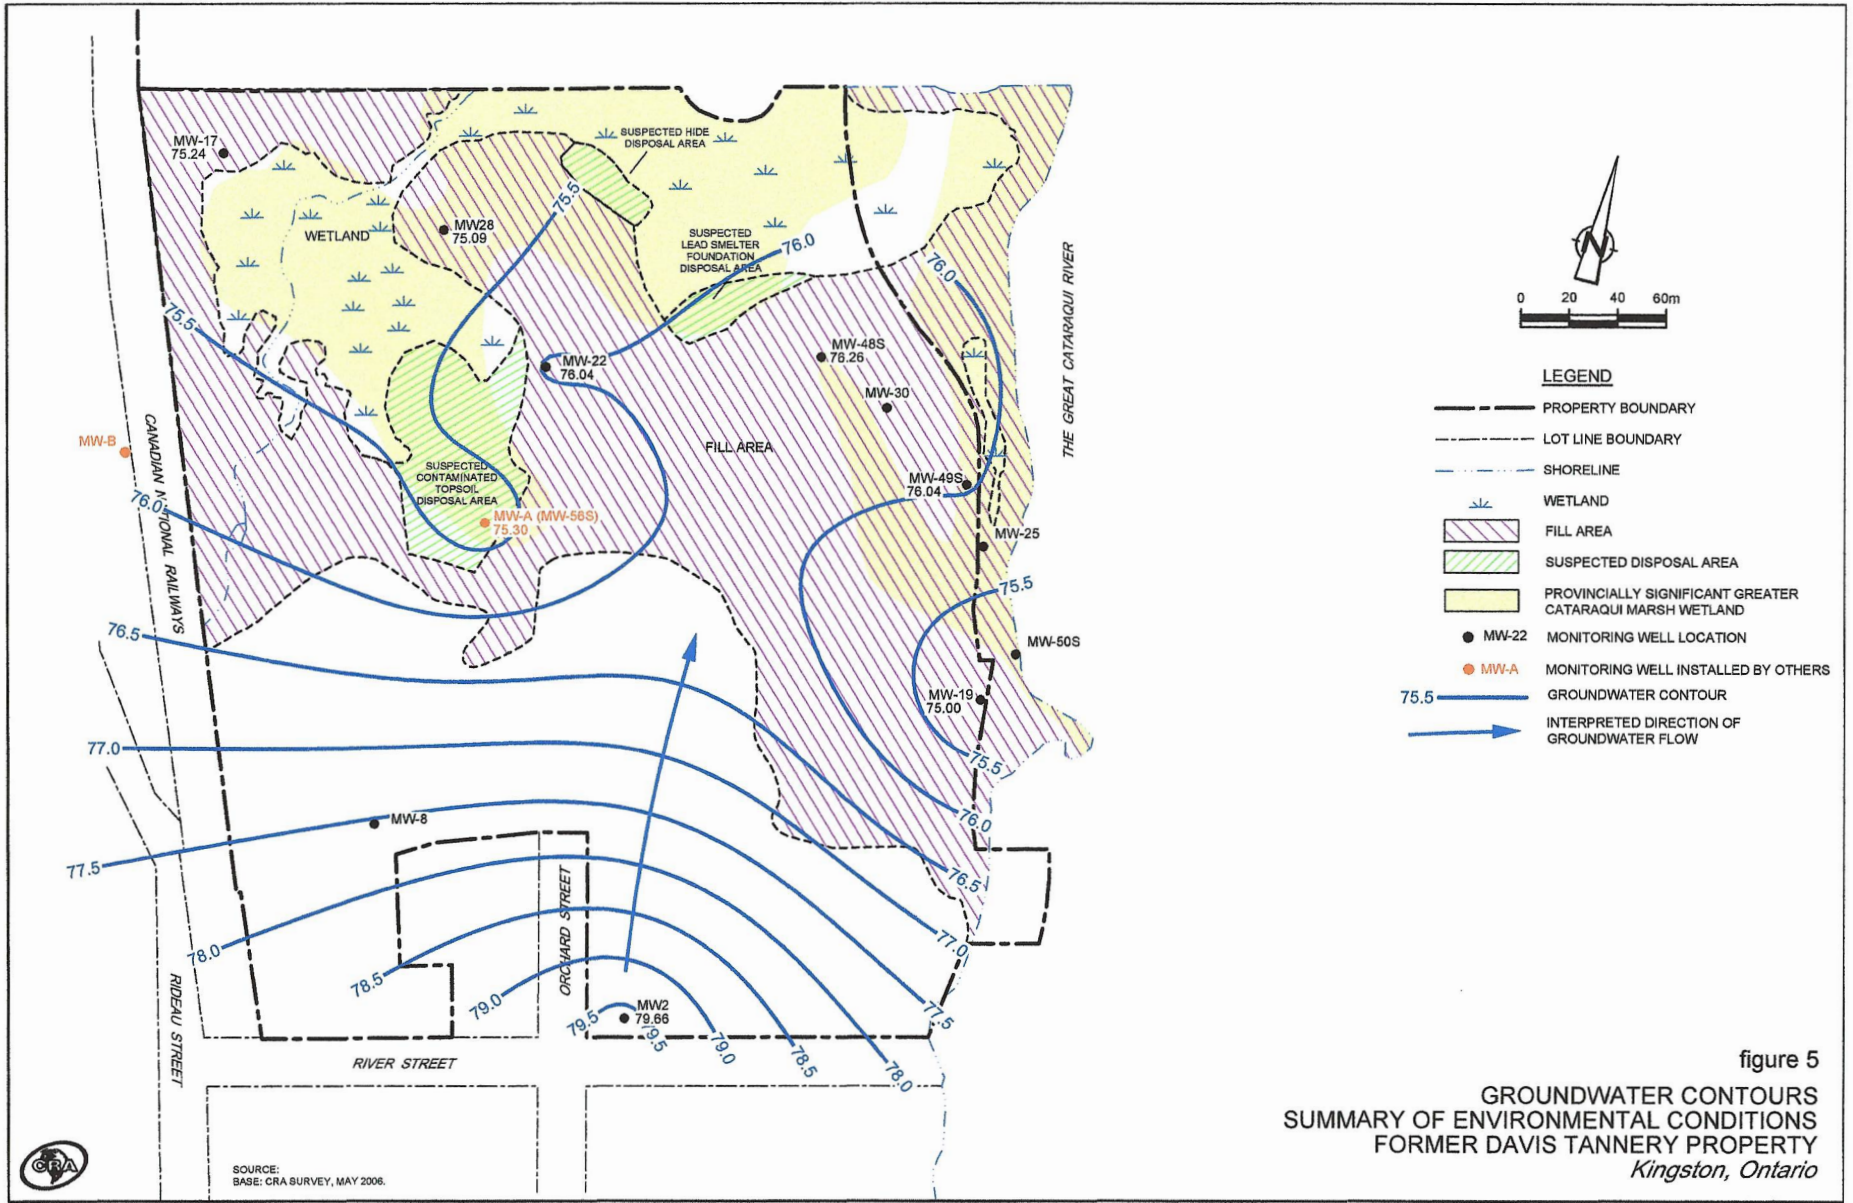 MW-17
75.24
SUSPECTED HIDE
DISPOSAL AREA
75.5
WETLAND
MW28
75.09
SUSPECTED
LEAD SMELTER
FOUNDATION
DISPOSAL AREA
76.0
76.0
THE GREAT CATARAQUI RIVER
75.5
MW-22
76.04
MW-48S
76.26
MW-30
MW-B
CANADIAN NATIONAL RAILWAYS
FILL AREA
SUSPECTED
CONTAMINATED
TOPSOIL
DISPOSAL AREA
MW-49S
76.04
76.0
MW-A (MW-56S)
75.30
MW-25
75.5
76.5
MW-50S
MW-19
75.00
77.0
75.5
76.0
MW-8
77.5
76.5
ORCHARD STREET
78.0
77.0
78.5
79.0
RIDEAU STREET
MW2
79.66
79.5
79.5
79.0
78.5
78.0
77.5
RIVER STREET
N
0 20 40 60m
LEGEND
PROPERTY BOUNDARY
LOT LINE BOUNDARY
SHORELINE
WETLAND
FILL AREA
SUSPECTED DISPOSAL AREA
PROVINCIALLY SIGNIFICANT GREATER
CATARAQUI MARSH WETLAND
MW-22 MONITORING WELL LOCATION
MW-A MONITORING WELL INSTALLED BY OTHERS
75.5 GROUNDWATER CONTOUR
INTERPRETED DIRECTION OF
GROUNDWATER FLOW
figure 5
GROUNDWATER CONTOURS
SUMMARY OF ENVIRONMENTAL CONDITIONS
FORMER DAVIS TANNERY PROPERTY
Kingston, Ontario
CRA
SOURCE:
BASE: CRA SURVEY, MAY 2006.